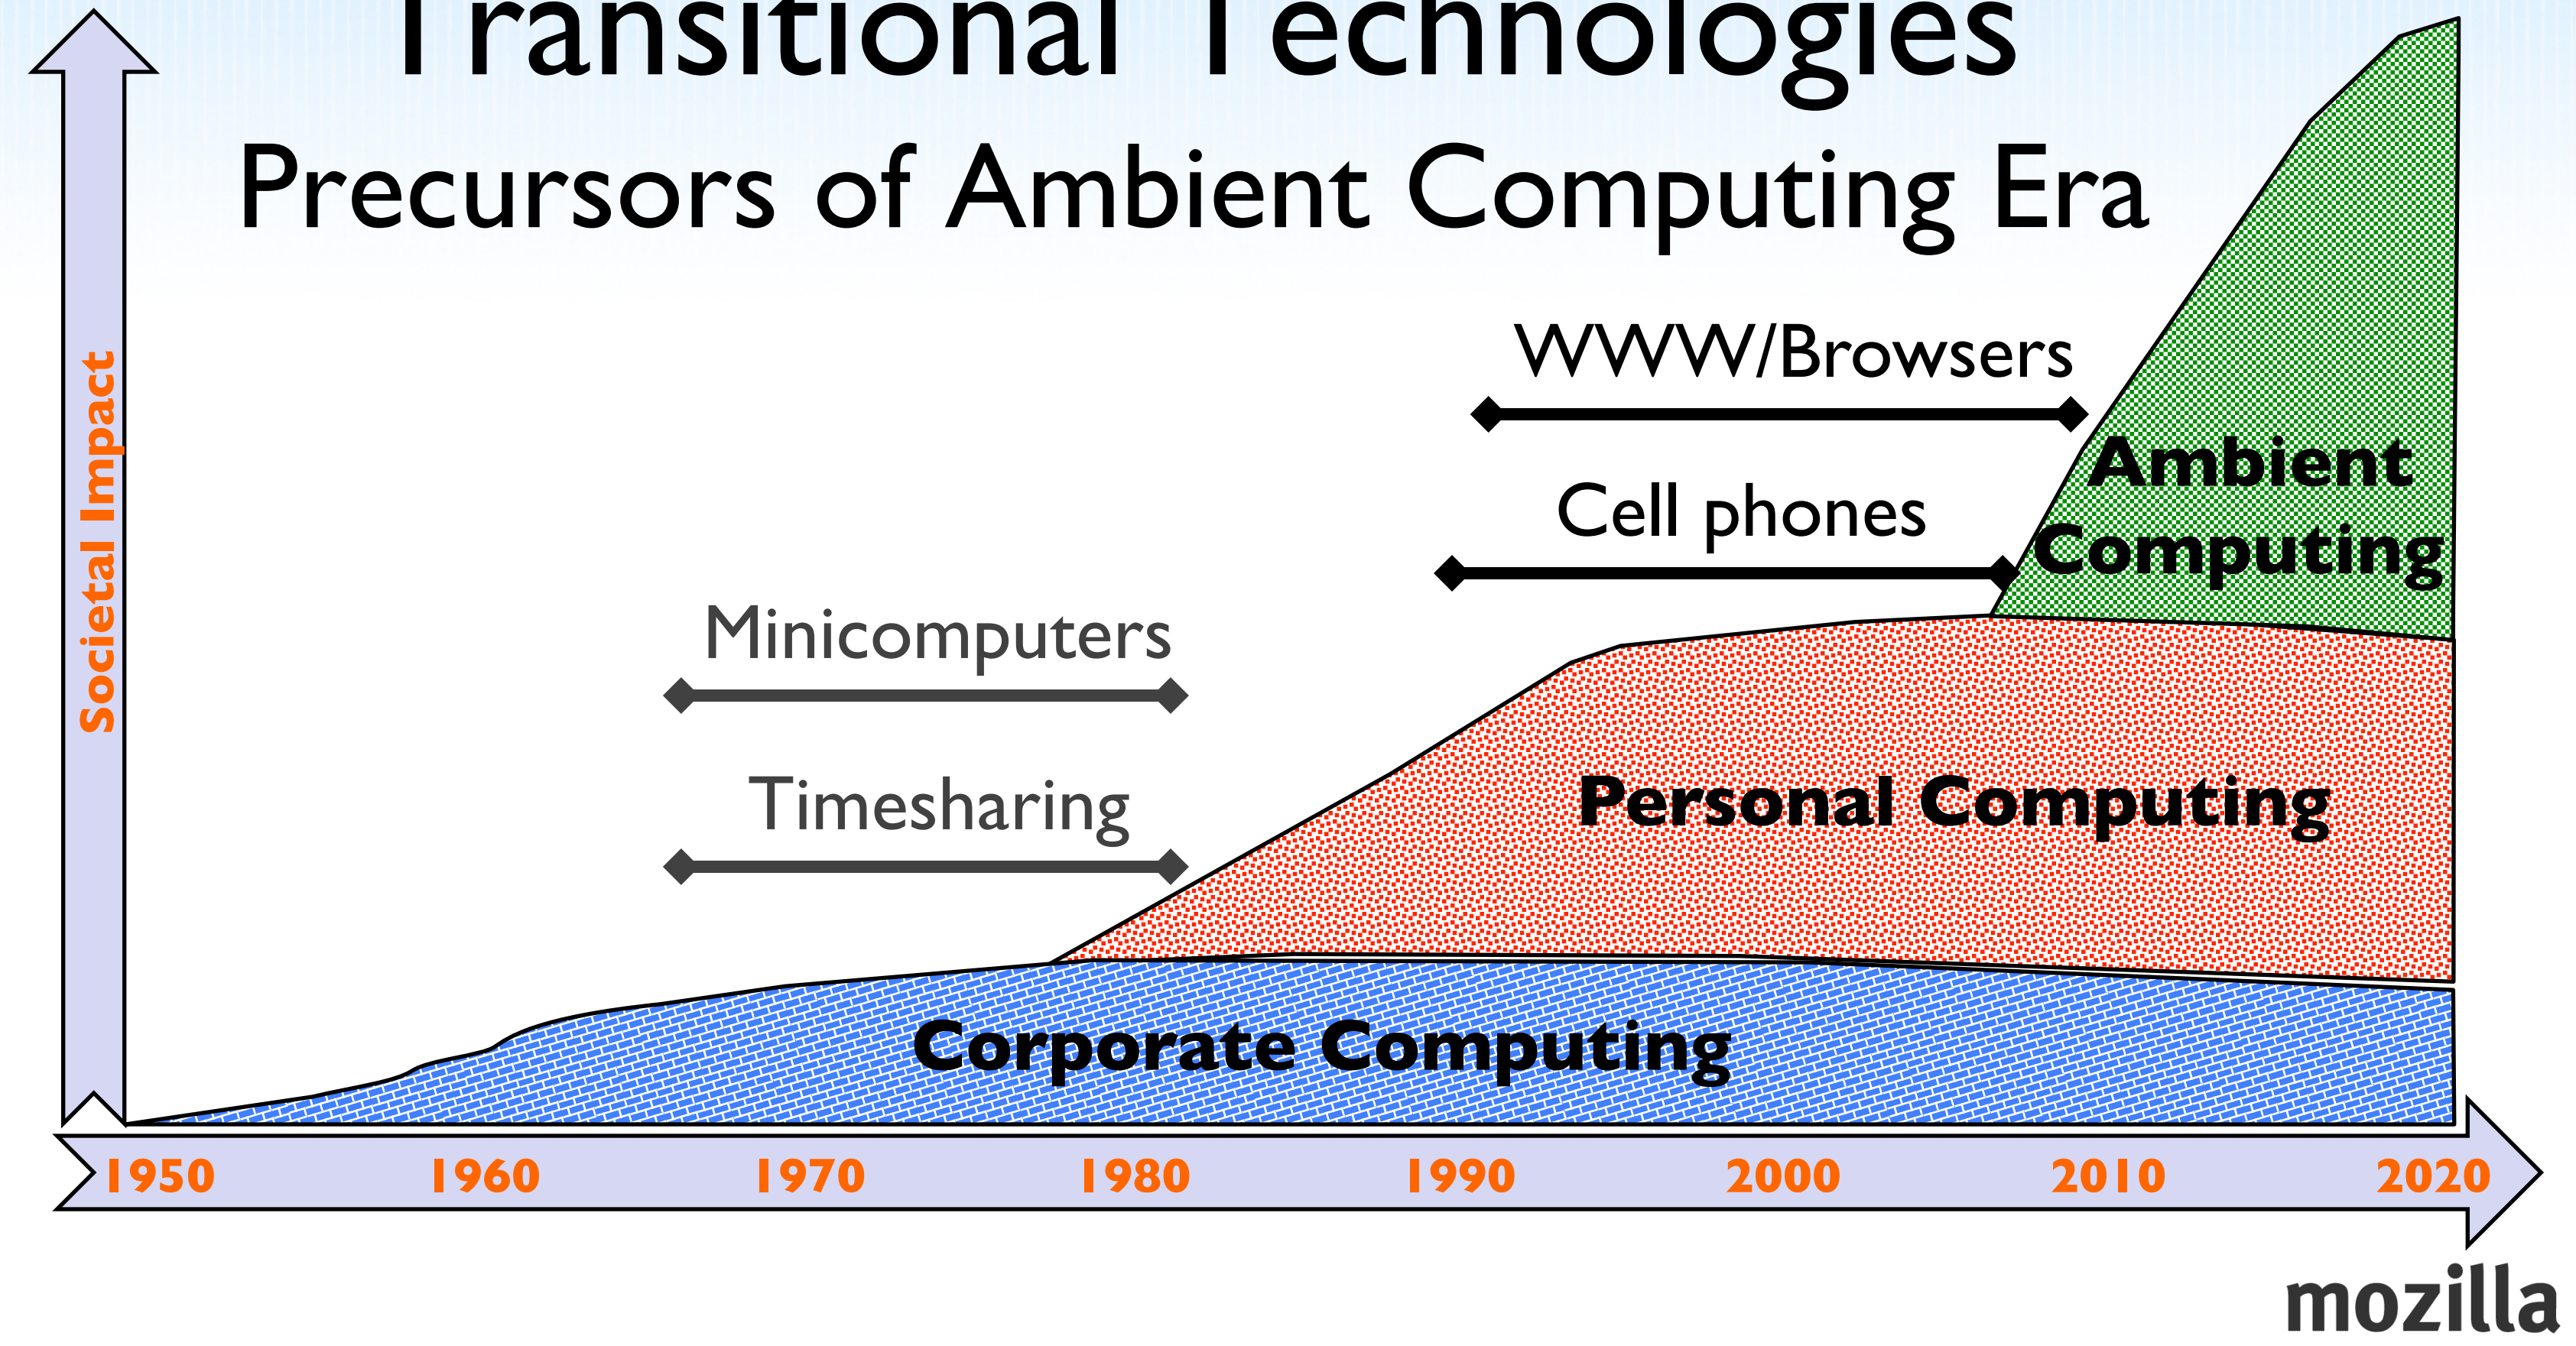 Transitional Technologies
Precursors of Ambient Computing Era
Societal Impact
WWW/Browsers
Cell phones
Minicomputers
Timesharing
Ambient
Computing
Personal Computing
Corporate Computing
1950 1960 1970 1980 1990 2000 2010 2020
mozilla